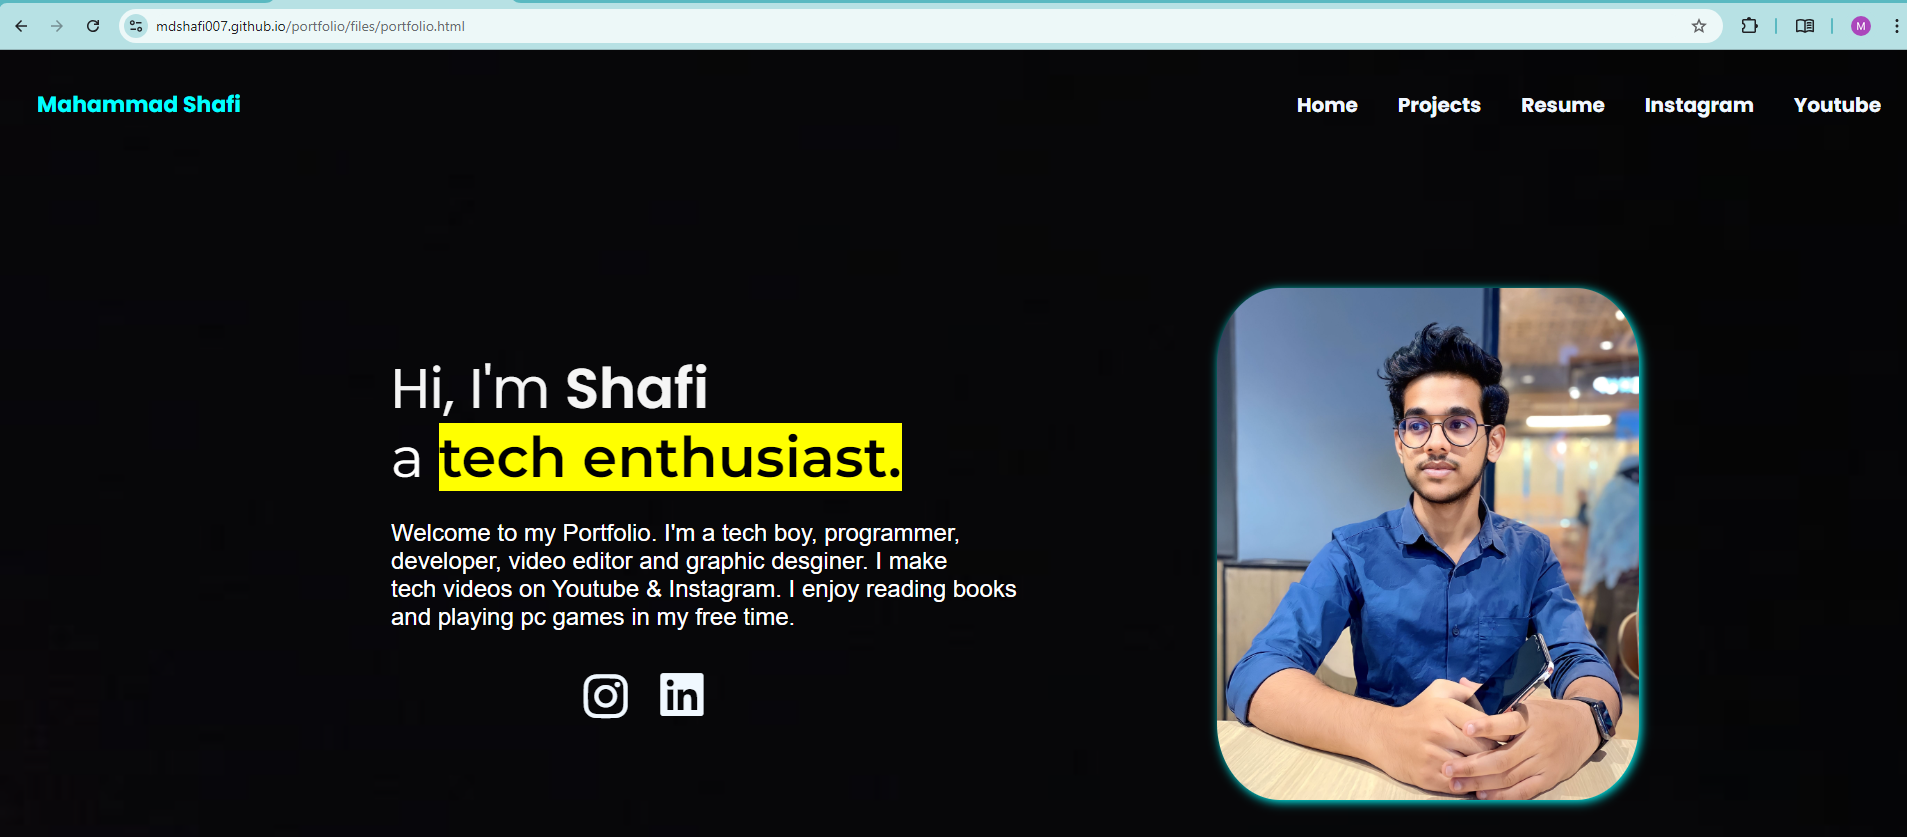 mdshafi007.github.io/portfolio/files/portfolio.html
M
Mahammad Shafi
Home Projects Resume Instagram Youtube
Hi, I'm Shafi
a tech enthusiast.
Welcome to my Portfolio. I'm a tech boy, programmer,
developer, video editor and graphic desginer. I make
tech videos on Youtube & Instagram. I enjoy reading books
and playing pc games in my free time.
in